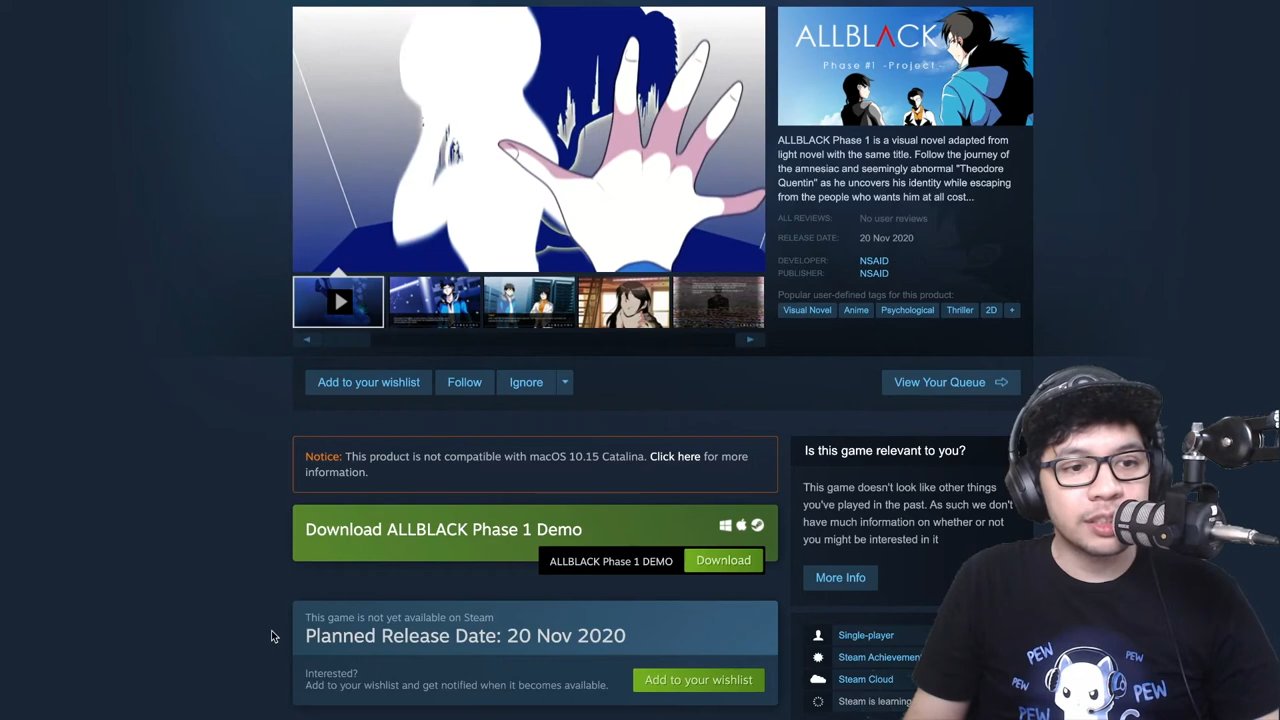 ALLBLACK
Phase #1 -Project-
ALLBLACK Phase 1 is a visual novel adapted from
light novel with the same title. Follow the journey of
the amnesiac and seemingly abnormal "Theodore
Quentin" as he uncovers his identity while escaping
from the people who wants him at all cost...
ALL REVIEWS: No user reviews
RELEASE DATE: 20 Nov 2020
DEVELOPER: NSAID
PUBLISHER: NSAID
Popular user-defined tags for this product:
Visual Novel Anime Psychological Thriller 2D +
Add to your wishlist Follow Ignore View Your Queue
Notice: This product is not compatible with macOS 10.15 Catalina. Click here for more
information.
Is this game relevant to you?
This game doesn't look like other things
you've played in the past. As such we don't
have much information on whether or not
you might be interested in it
More Info
Download ALLBLACK Phase 1 Demo
ALLBLACK Phase 1 DEMO Download
This game is not yet available on Steam
Planned Release Date: 20 Nov 2020
Interested?
Add to your wishlist and get notified when it becomes available.
Add to your wishlist
Single-player
Steam Achievemen
Steam Cloud
Steam is learning
PEW
PEW
PEW
PEW
PEW